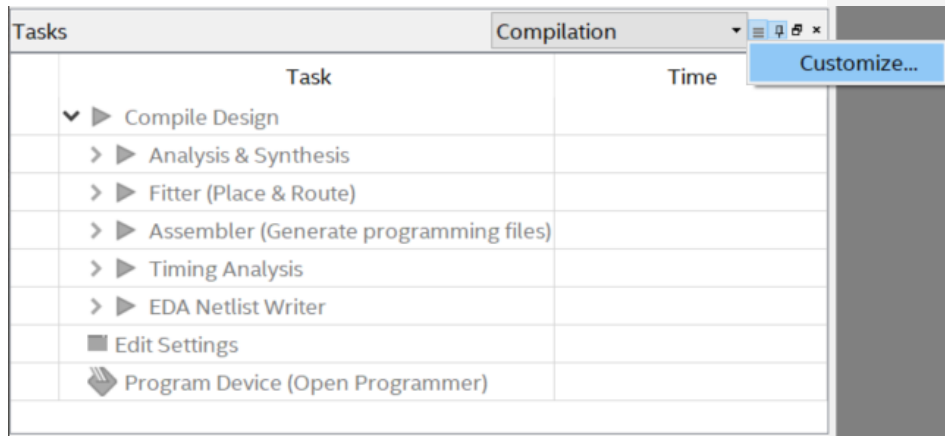 Tasks
Compilation
Customize...
Task
Time
Compile Design
Analysis & Synthesis
Fitter (Place & Route)
Assembler (Generate programming files)
Timing Analysis
EDA Netlist Writer
Edit Settings
Program Device (Open Programmer)